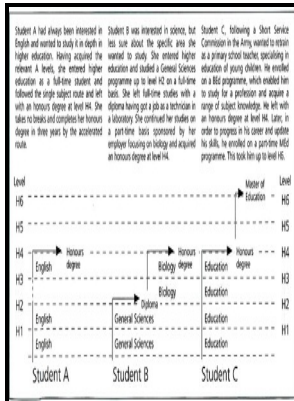 Student A had always been interested in
English and wanted to study it in depth in
higher education. Having acquired the
relevant A levels, she entered higher
education as a full-time student and
followed the single subject route and left
with an honours degree at level H4. She
takes no breaks and completes her honours
degree in three years by the accelerated
route.
Student B was interested in science, but
less sure about the specific area she
wanted to study. She entered higher
education and studied a General Sciences
programme up to level H2 on a full-time
basis. She left full-time studies with a
diploma having got a job as a technician in
a laboratory. She continued her studies on
a part-time basis sponsored by her
employer focusing on biology and acquired
an honours degree at level H4.
Student C, following a Short Service
Commission in the Army, wanted to retrain
as a primary school teacher, specialising in
education of young children. He enrolled
on a BEd programme, which enabled him
to study for a profession and acquire a
range of subject knowledge. He left with
an honours degree at level H4. Later, in
order to progress in his career and update
his skills, he enrolled on a part-time MEd
programme. This took him up to level H6.
Level
Level
Master of
Education
H6
H6
H5
H5
H4
Honours
degree
Honours
degree
Honours
degree
H4
English
Biology
Education
H3
H3
Biology
Education
H2
Diploma
H2
English
General Sciences
Education
H1
H1
English
General Sciences
Education
Student A
Student B
Student C